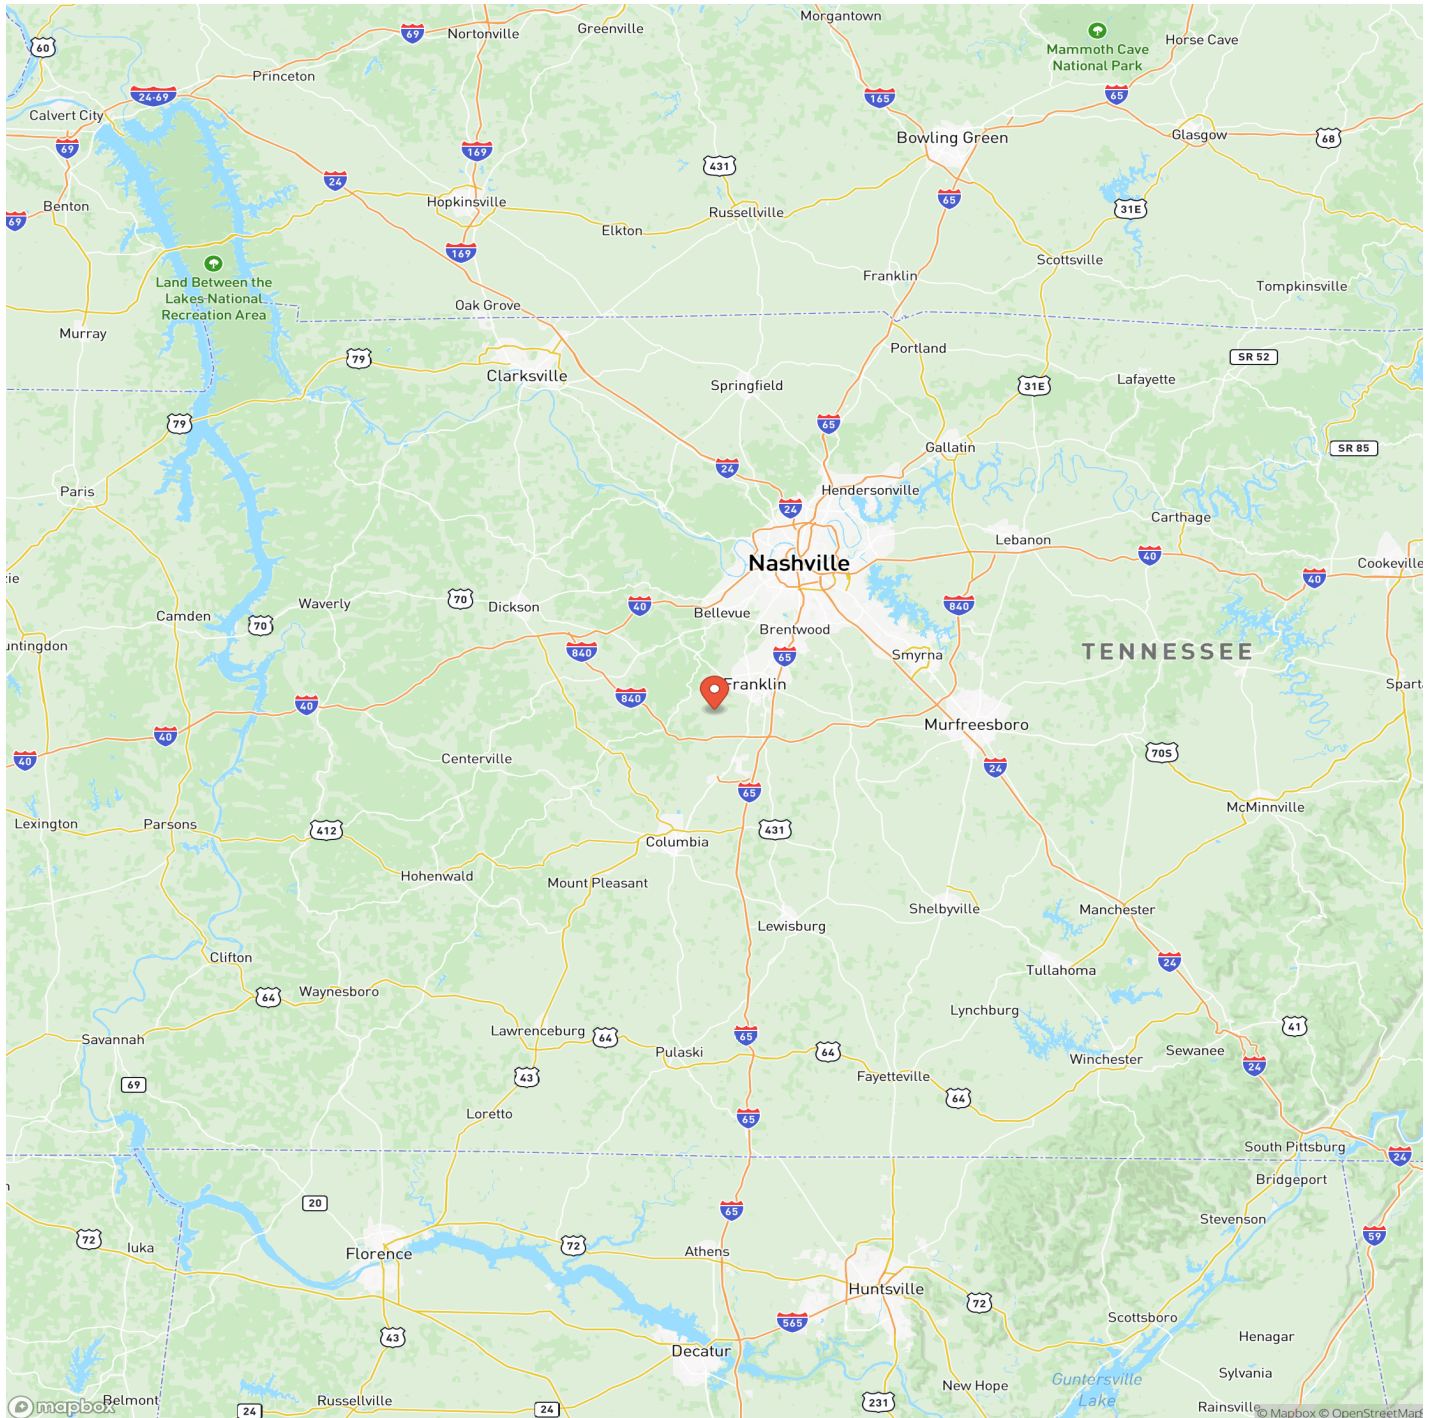 Morgantown
60
69
Nortonville
Greenville
Horse Cave
Mammoth Cave
National Park
Princeton
24-69
165
65
Calvert City
69
169
431
Bowling Green
Glasgow
68
24
Benton
69
Hopkinsville
Russellville
65
31E
Elkton
169
Scottsville
Land Between the
Lakes National
Recreation Area
Franklin
Tompkinsville
Oak Grove
Murray
79
Portland
SR 52
Clarksville
Springfield
31E
Lafayette
79
65
Gallatin
SR 85
24
Paris
Hendersonville
24
Carthage
Lebanon
40
Nashville
Cookeville
zie
40
Waverly
70
Dickson
40
840
Camden
70
Bellevue
Brentwood
untingdon
840
65
Smyrna
TENNESSEE
Franklin
Sparta
840
40
Murfreesboro
40
70S
40
Centerville
24
65
McMinnville
Lexington
Parsons
412
431
Columbia
Hohenwald
Mount Pleasant
Shelbyville
Manchester
Lewisburg
Clifton
24
Tullahoma
Waynesboro
64
Lynchburg
Savannah
Lawrenceburg
64
65
41
Pulaski
64
Sewanee
Winchester
24
69
43
Fayetteville
64
Loretto
65
South Pittsburg
24
n
Bridgeport
20
65
Stevenson
72
Iuka
Florence
72
Athens
59
Huntsville
72
565
Scottsboro
43
Henagar
Decatur
Sylvania
Guntersville
Lake
New Hope
mapbox
Belmont
Russellville
24
24
231
Rainsville
© Mapbox © OpenStreetMap